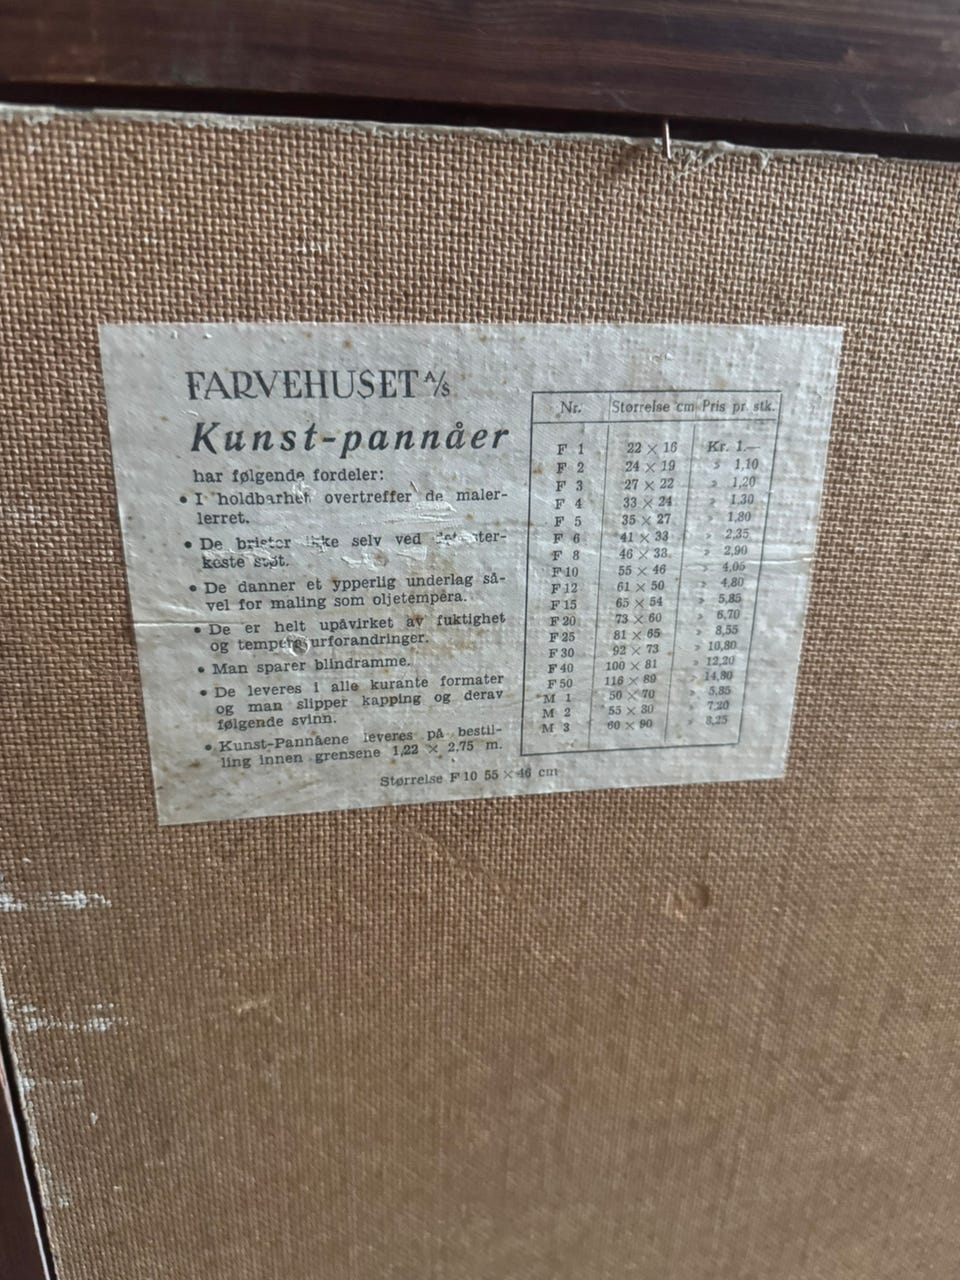 FARVEHUSET A/S
Kunst-pannåer
har følgende fordeler:
• I holdbarhet overtreffer de maler-
lerret.
• De brister ikke selv ved
støt.
• De danner et ypperlig underlag så-
vel for maling som oljetempera.
• De er helt upåvirket av fuktighet
og temperaturforandringer.
• Man sparer blindramme.
• De leveres i alle kurante formater
og man slipper kapping og derav
følgende svinn.
• Kunst-Pannåene leveres på bestil-
ling innen grensene 1,22 × 2,75 m.
Nr. Størrelse cm Pris pr. stk.
F 1 22 × 16 Kr. 1.—
F 2 24 × 19 » 1,10
F 3 27 × 22 » 1,20
F 4 33 × 24 » 1,30
F 5 35 × 27 » 1,80
F 6 41 × 33 » 2,35
F 8 46 × 38 » 2,90
F 10 55 × 46 » 4,05
F 12 61 × 50 » 4,80
F 15 65 × 54 » 5,85
F 20 73 × 60 » 6,70
F 25 81 × 65 » 8,55
F 30 92 × 73 » 10,80
F 40 100 × 81 » 12,20
F 50 116 × 89 » 14,80
M 1 50 × 70 » 5,85
M 2 55 × 80 » 7,20
M 3 60 × 90 » 8,25
Størrelse F 10 55 × 46 cm